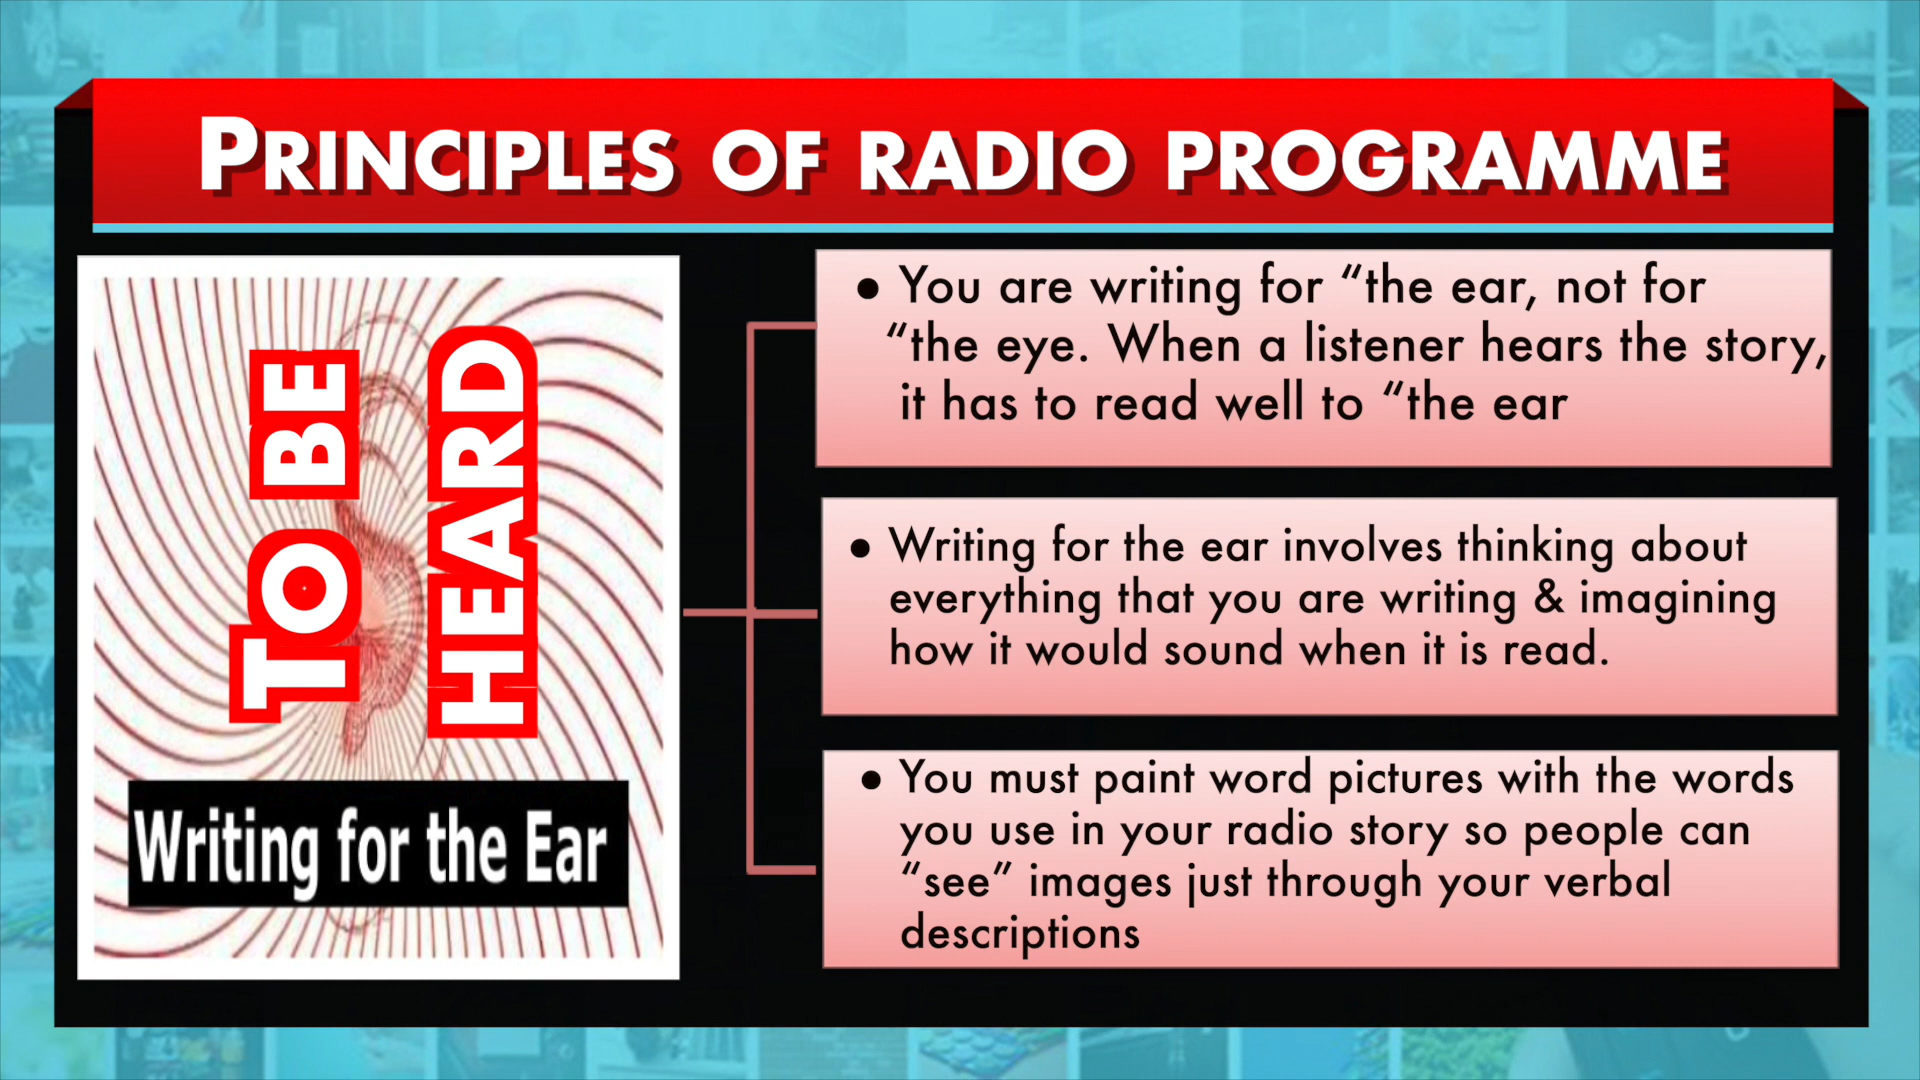 PRINCIPLES OF RADIO PROGRAMME
TO BE
HEARD
Writing for the Ear
• You are writing for “the ear, not for
“the eye. When a listener hears the story,
it has to read well to “the ear
• Writing for the ear involves thinking about
everything that you are writing & imagining
how it would sound when it is read.
• You must paint word pictures with the words
you use in your radio story so people can
“see” images just through your verbal
descriptions